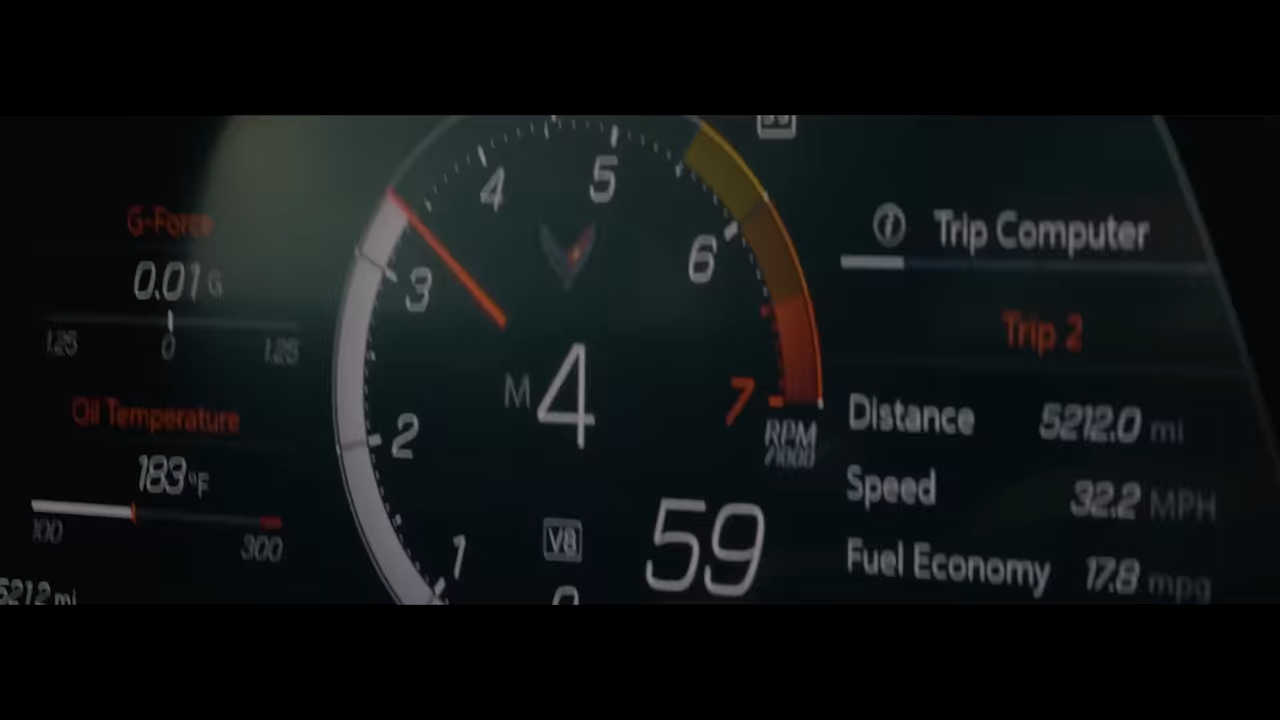 G-Force
0.01 G
1.25 0 1.25
Oil Temperature
183 °F
100 300
5212 mi
1
2
3
4
5
6
7
RPM
/1000
M 4
V8
59
Trip Computer
Trip 2
Distance 5212.0 mi
Speed 32.2 MPH
Fuel Economy 17.8 mpg